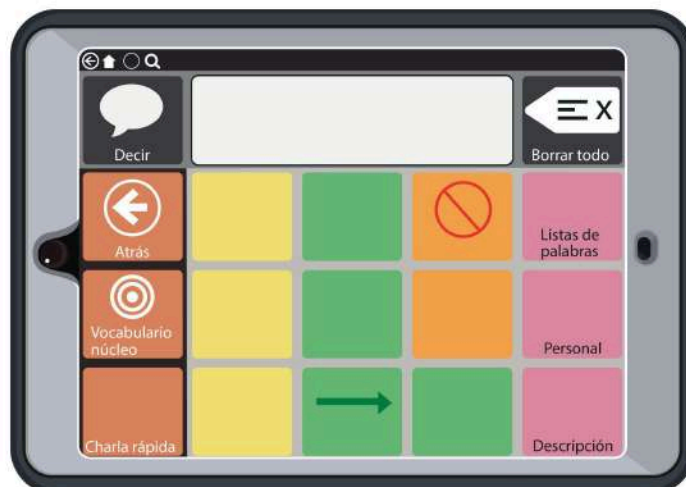 Decir
Borrar todo
Atrás
Listas de
palabras
Vocabulario
núcleo
Personal
Charla rápida
Descripción